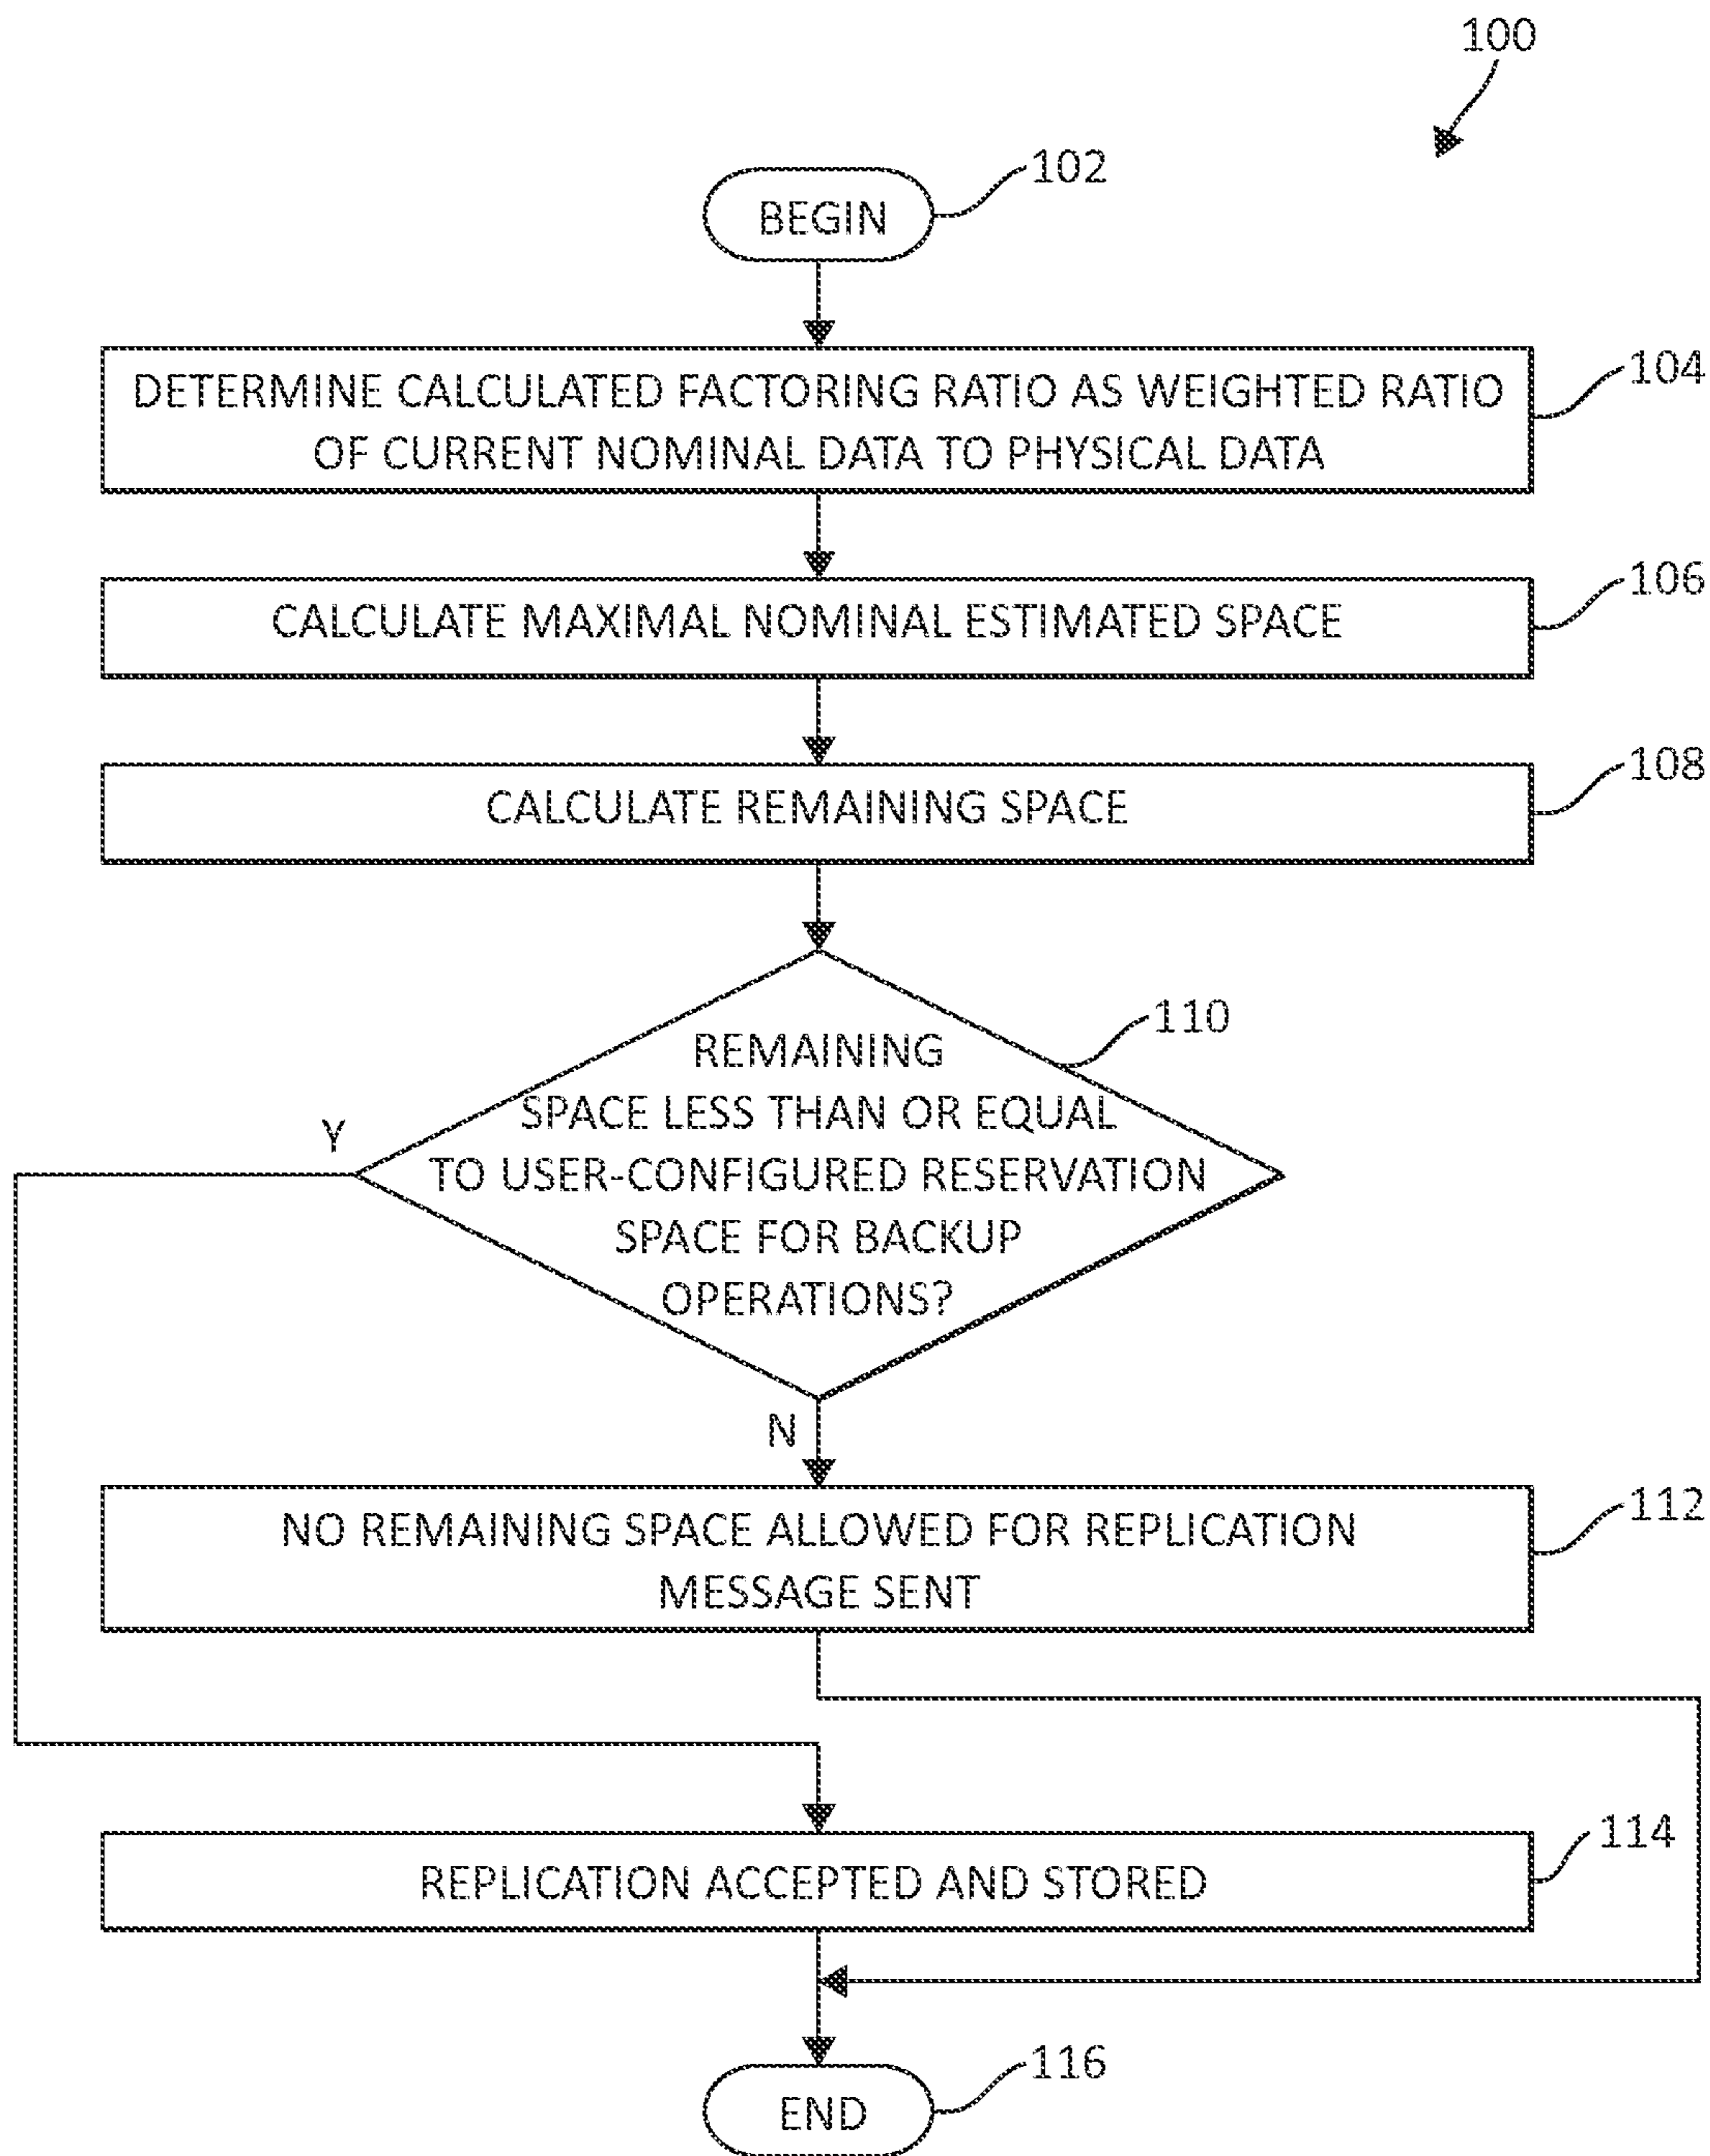 100
BEGIN
102
DETERMINE CALCULATED FACTORING RATIO AS WEIGHTED RATIO
OF CURRENT NOMINAL DATA TO PHYSICAL DATA
104
CALCULATE MAXIMAL NOMINAL ESTIMATED SPACE
106
CALCULATE REMAINING SPACE
108
REMAINING
SPACE LESS THAN OR EQUAL
TO USER-CONFIGURED RESERVATION
SPACE FOR BACKUP
OPERATIONS?
110
Y
N
NO REMAINING SPACE ALLOWED FOR REPLICATION
MESSAGE SENT
112
REPLICATION ACCEPTED AND STORED
114
END
116